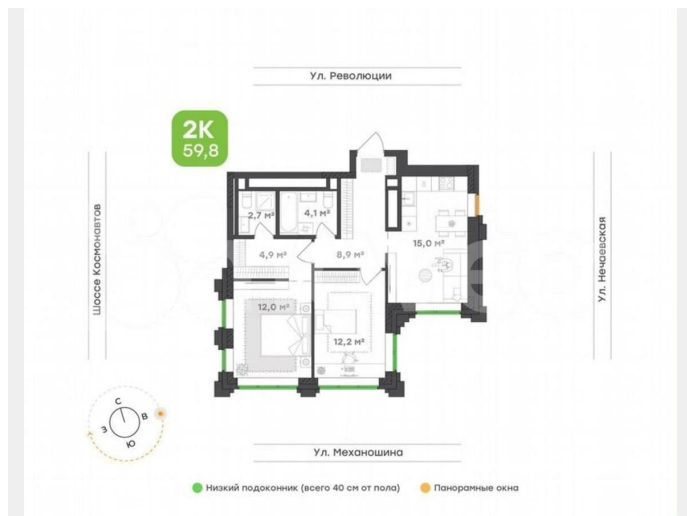 Ул. Революции
2К
59,8
Шоссе Космонавтов
Ул. Нечаевская
2,7 м²
4,1 м²
15,0 м²
4,9 м²
8,9 м²
12,0 м²
12,2 м²
С
В
З
Ю
Ул. Механошина
Низкий подоконник (всего 40 см от пола)
Панорамные окна